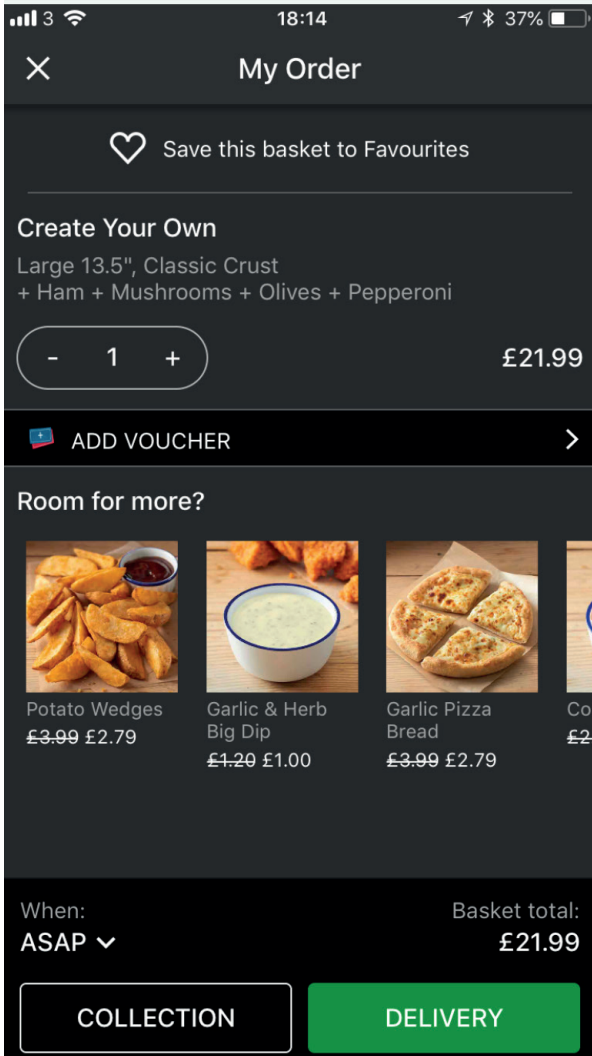 3 18:14 37%
My Order
Save this basket to Favourites
Create Your Own
Large 13.5", Classic Crust
+ Ham + Mushrooms + Olives + Pepperoni
- 1 + £21.99
ADD VOUCHER
Room for more?
Potato Wedges
£3.99 £2.79
Garlic & Herb
Big Dip
£1.20 £1.00
Garlic Pizza
Bread
£3.99 £2.79
Co
£2
When:
ASAP
Basket total:
£21.99
COLLECTION
DELIVERY